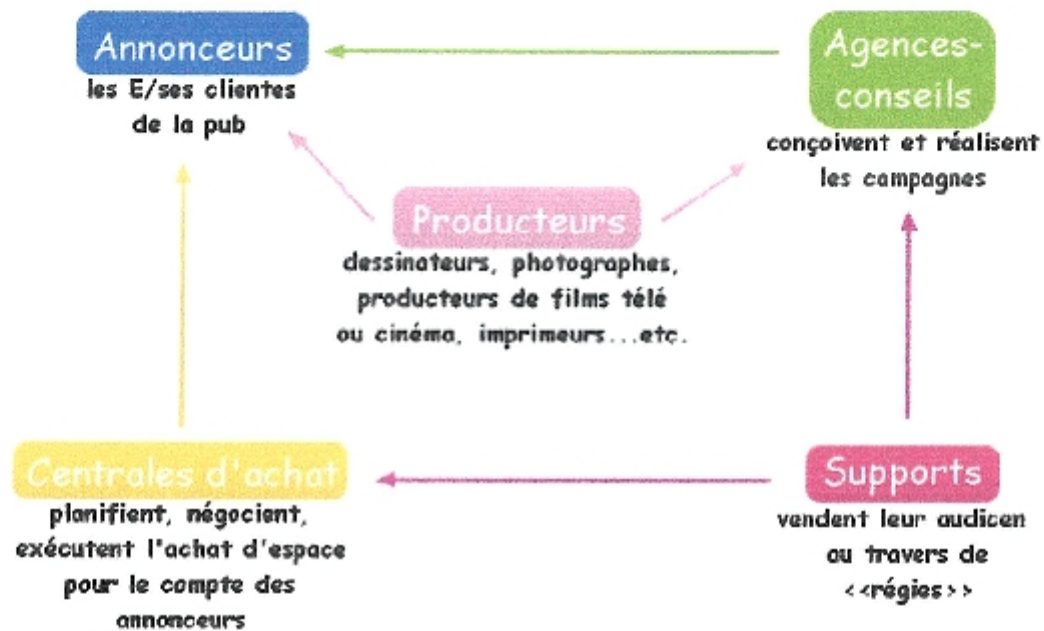 Annonceurs
les E/ses clientes
de la pub
Agences-
conseils
conçoivent et réalisent
les campagnes
Producteurs
dessinateurs, photographes,
producteurs de films télé
ou cinéma, imprimeurs...etc.
Centrales d'achat
planifient, négocient,
exécutent l'achat d'espace
pour le compte des
annonceurs
Supports
vendent leur audicen
au travers de
<<régies>>